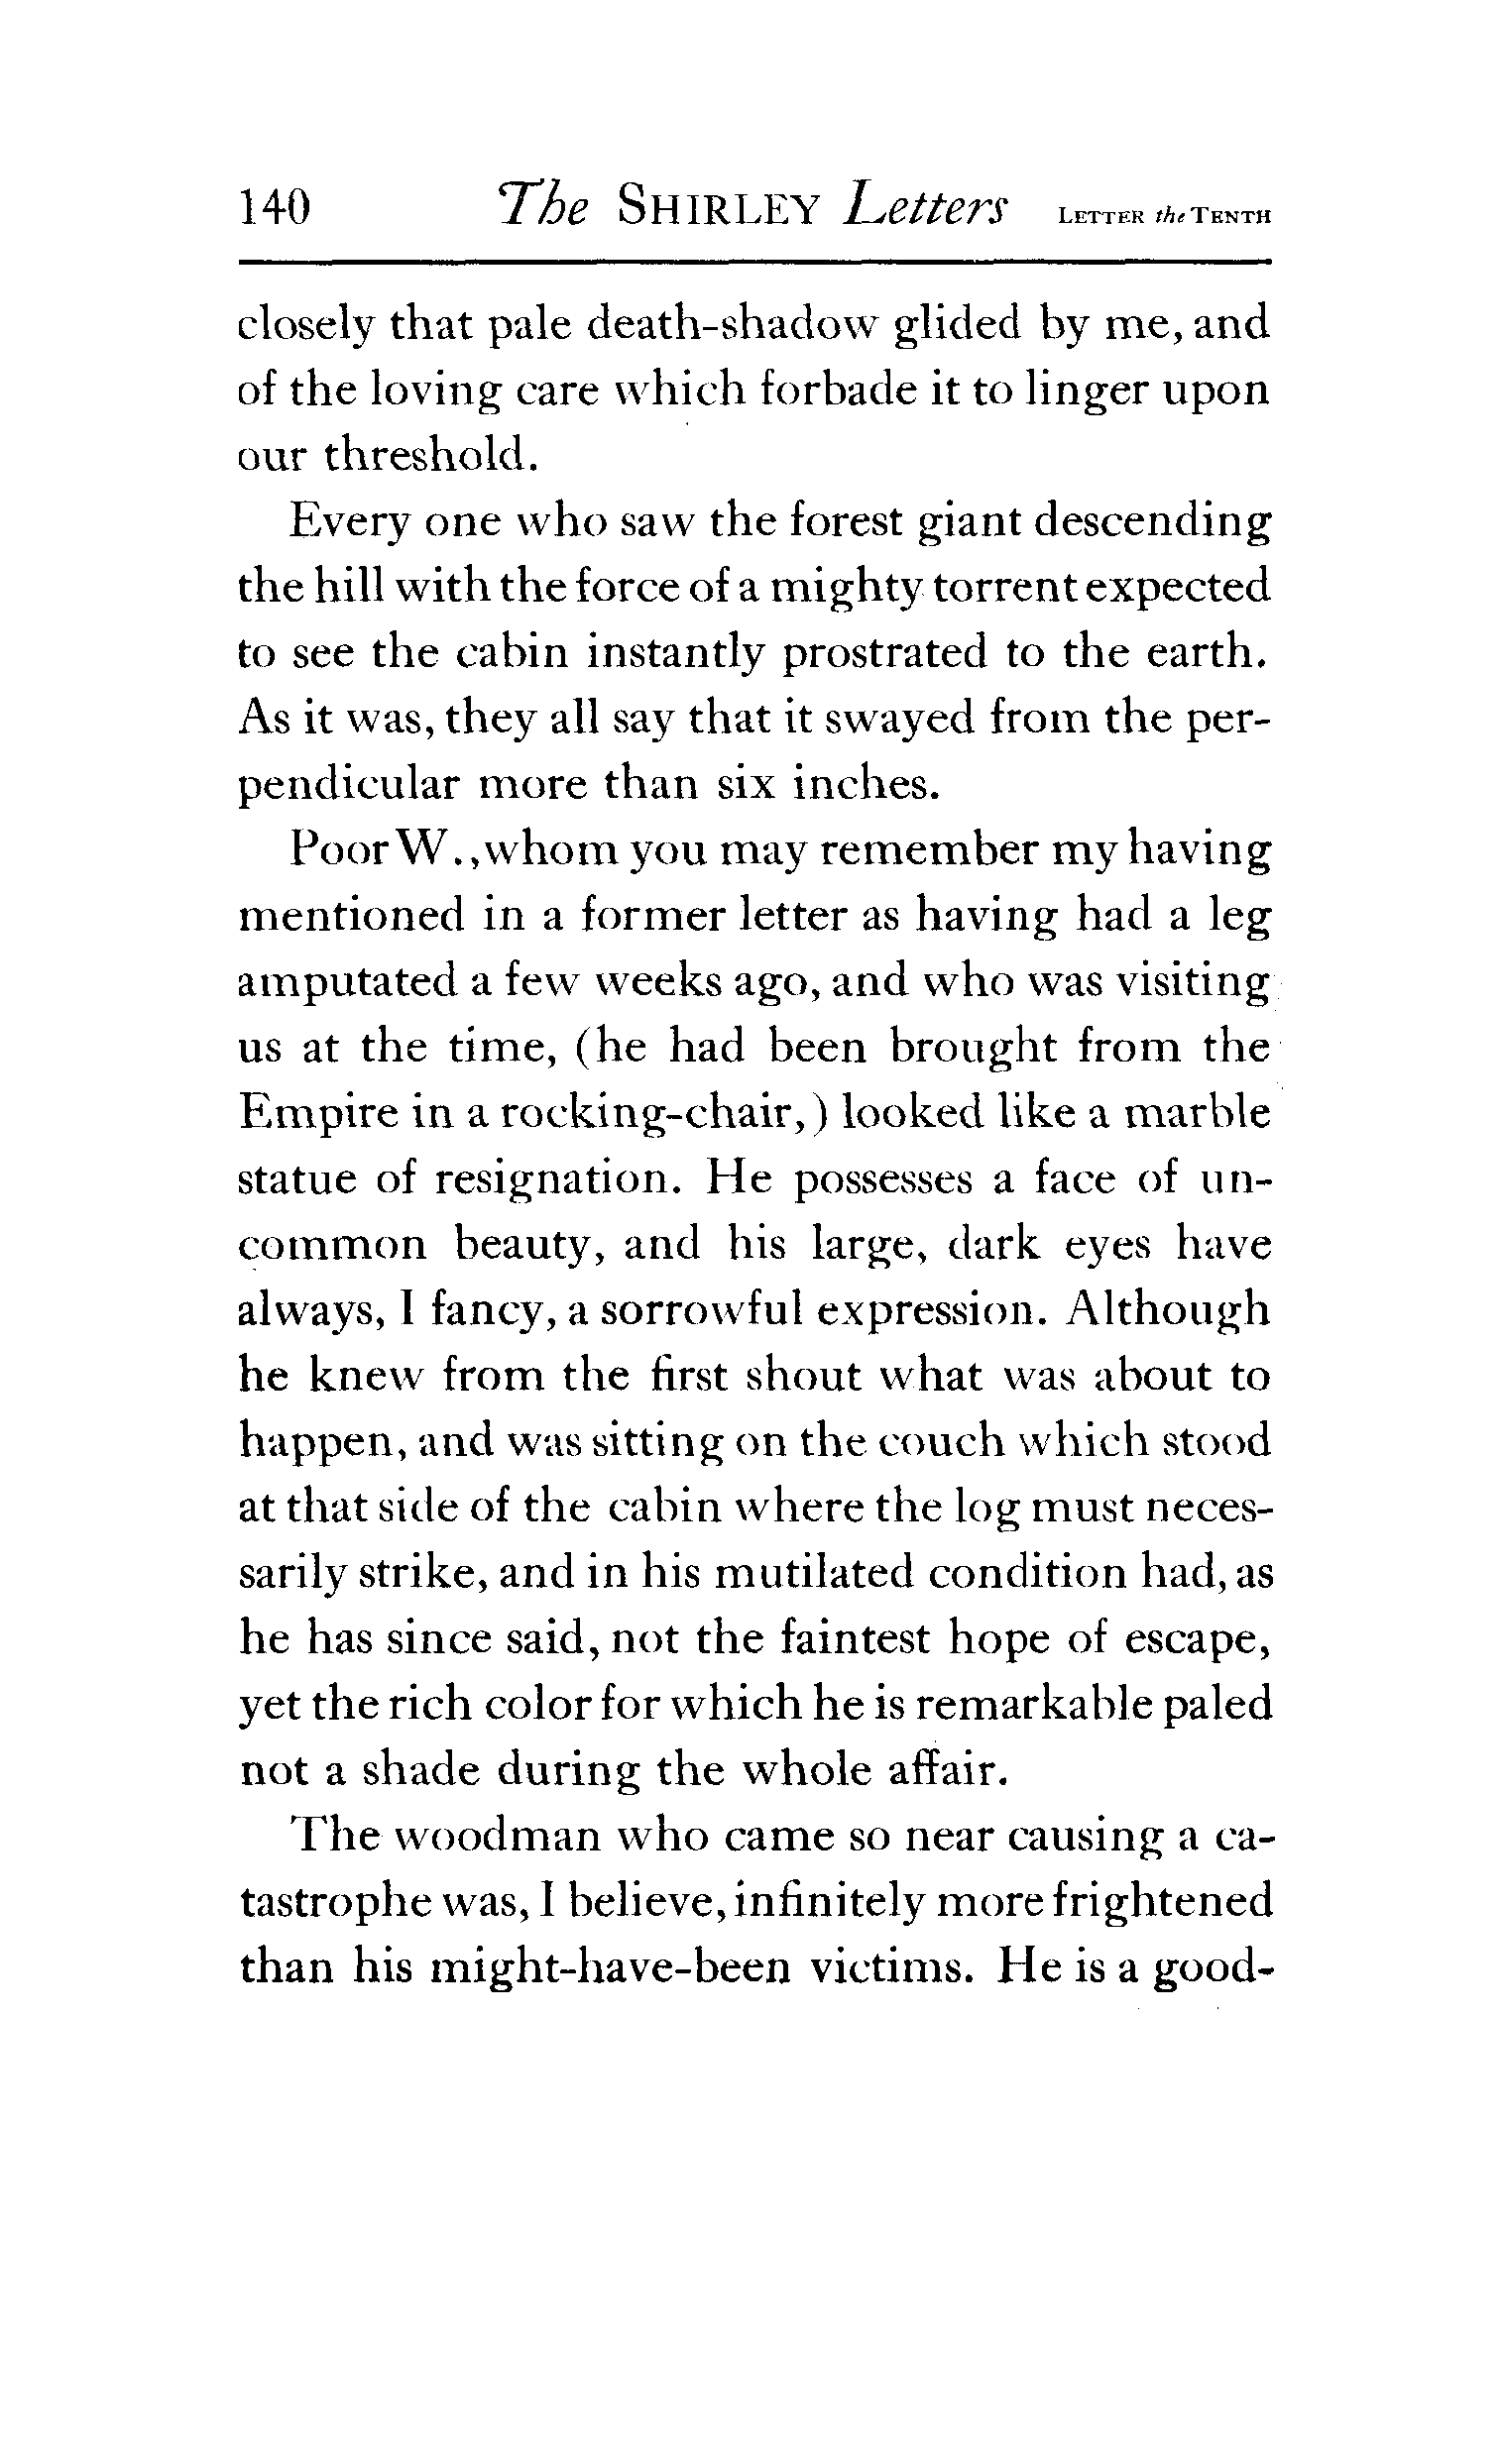 140 The SHIRLEY Letters LETTER the TENTH
closely that pale death-shadow glided by me, and
of the loving care which forbade it to linger upon
our threshold.
Every one who saw the forest giant descending
the hill with the force of a mighty torrent expected
to see the cabin instantly prostrated to the earth.
As it was, they all say that it swayed from the per-
pendicular more than six inches.
Poor W., whom you may remember my having
mentioned in a former letter as having had a leg
amputated a few weeks ago, and who was visiting
us at the time, (he had been brought from the
Empire in a rocking-chair,) looked like a marble
statue of resignation. He possesses a face of un-
common beauty, and his large, dark eyes have
always, I fancy, a sorrowful expression. Although
he knew from the first shout what was about to
happen, and was sitting on the couch which stood
at that side of the cabin where the log must neces-
sarily strike, and in his mutilated condition had, as
he has since said, not the faintest hope of escape,
yet the rich color for which he is remarkable paled
not a shade during the whole affair.
The woodman who came so near causing a ca-
tastrophe was, I believe, infinitely more frightened
than his might-have-been victims. He is a good-